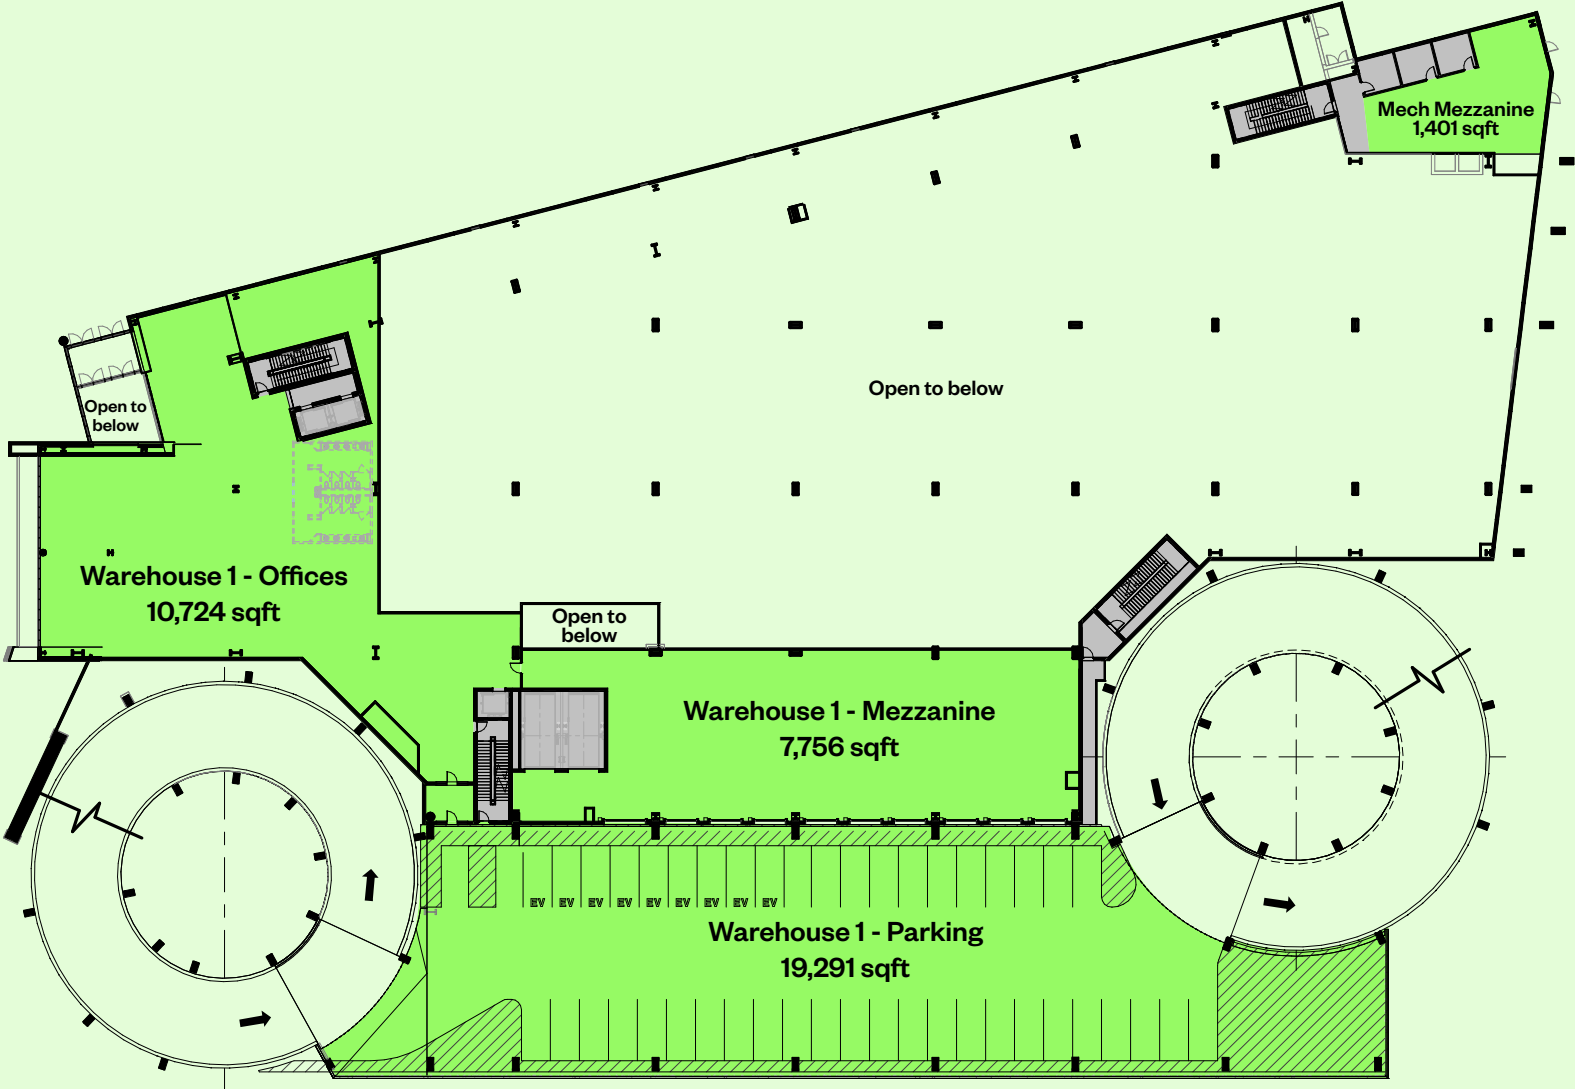 Mech Mezzanine
1,401 sqft
Open to below
Open to
below
Warehouse 1 - Offices
10,724 sqft
Open to
below
Warehouse 1 - Mezzanine
7,756 sqft
EV EV EV EV EV EV EV EV EV
Warehouse 1 - Parking
19,291 sqft